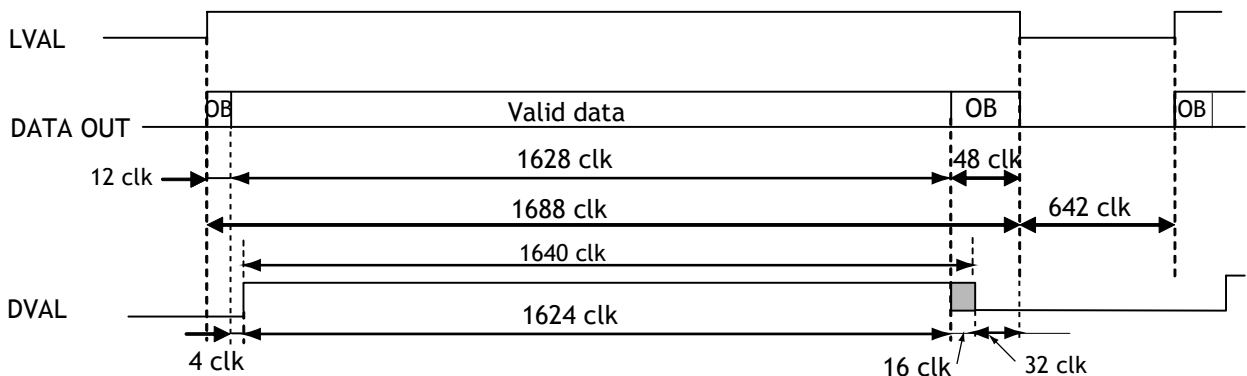 LVAL
OB Valid data OB OB
DATA OUT
12 clk 1628 clk 48 clk
1688 clk 642 clk
1640 clk
DVAL 1624 clk
4 clk 16 clk 32 clk